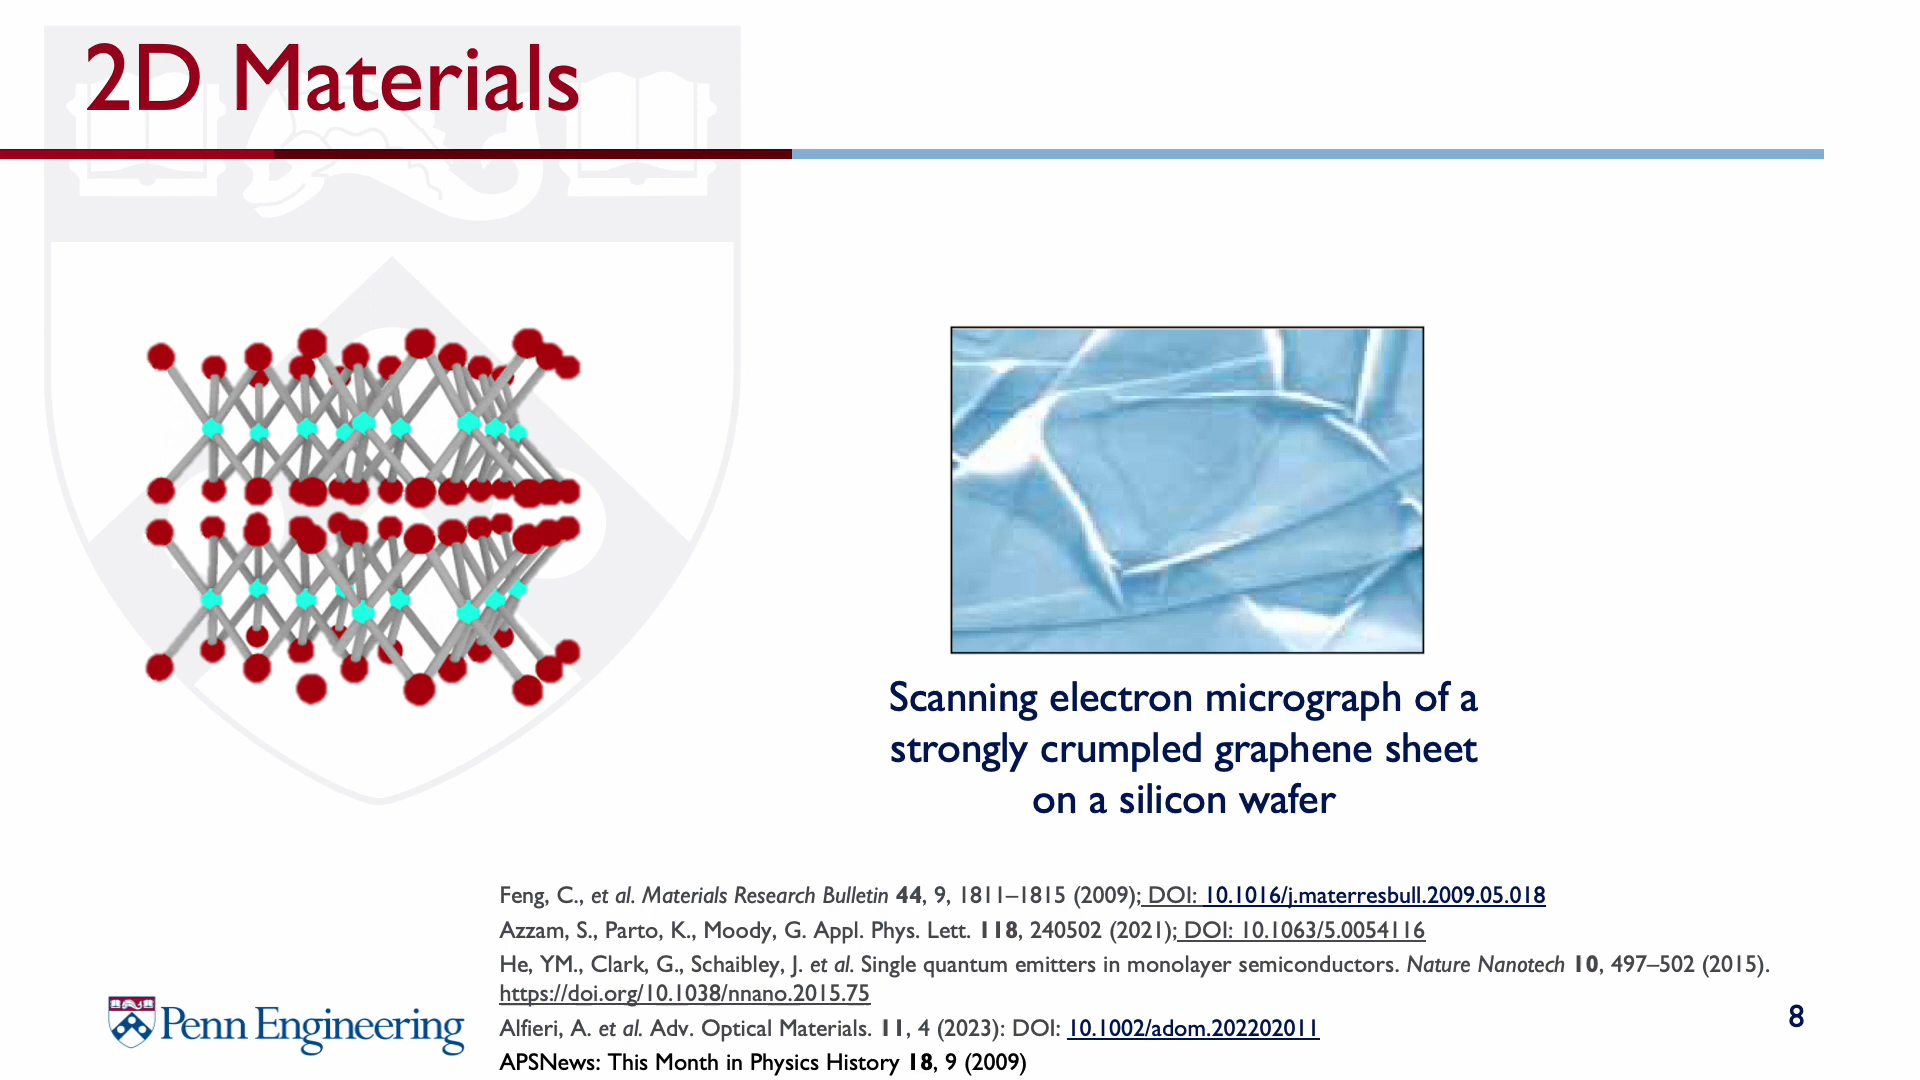 2D Materials
Scanning electron micrograph of a
strongly crumpled graphene sheet
on a silicon wafer
Feng, C., et al. Materials Research Bulletin 44, 9, 1811–1815 (2009); DOI: 10.1016/j.materresbull.2009.05.018
Azzam, S., Parto, K., Moody, G. Appl. Phys. Lett. 118, 240502 (2021); DOI: 10.1063/5.0054116
He, YM., Clark, G., Schaibley, J. et al. Single quantum emitters in monolayer semiconductors. Nature Nanotech 10, 497–502 (2015).
https://doi.org/10.1038/nnano.2015.75
Alfieri, A. et al. Adv. Optical Materials. 11, 4 (2023): DOI: 10.1002/adom.202202011
APSNews: This Month in Physics History 18, 9 (2009)
Penn Engineering
8